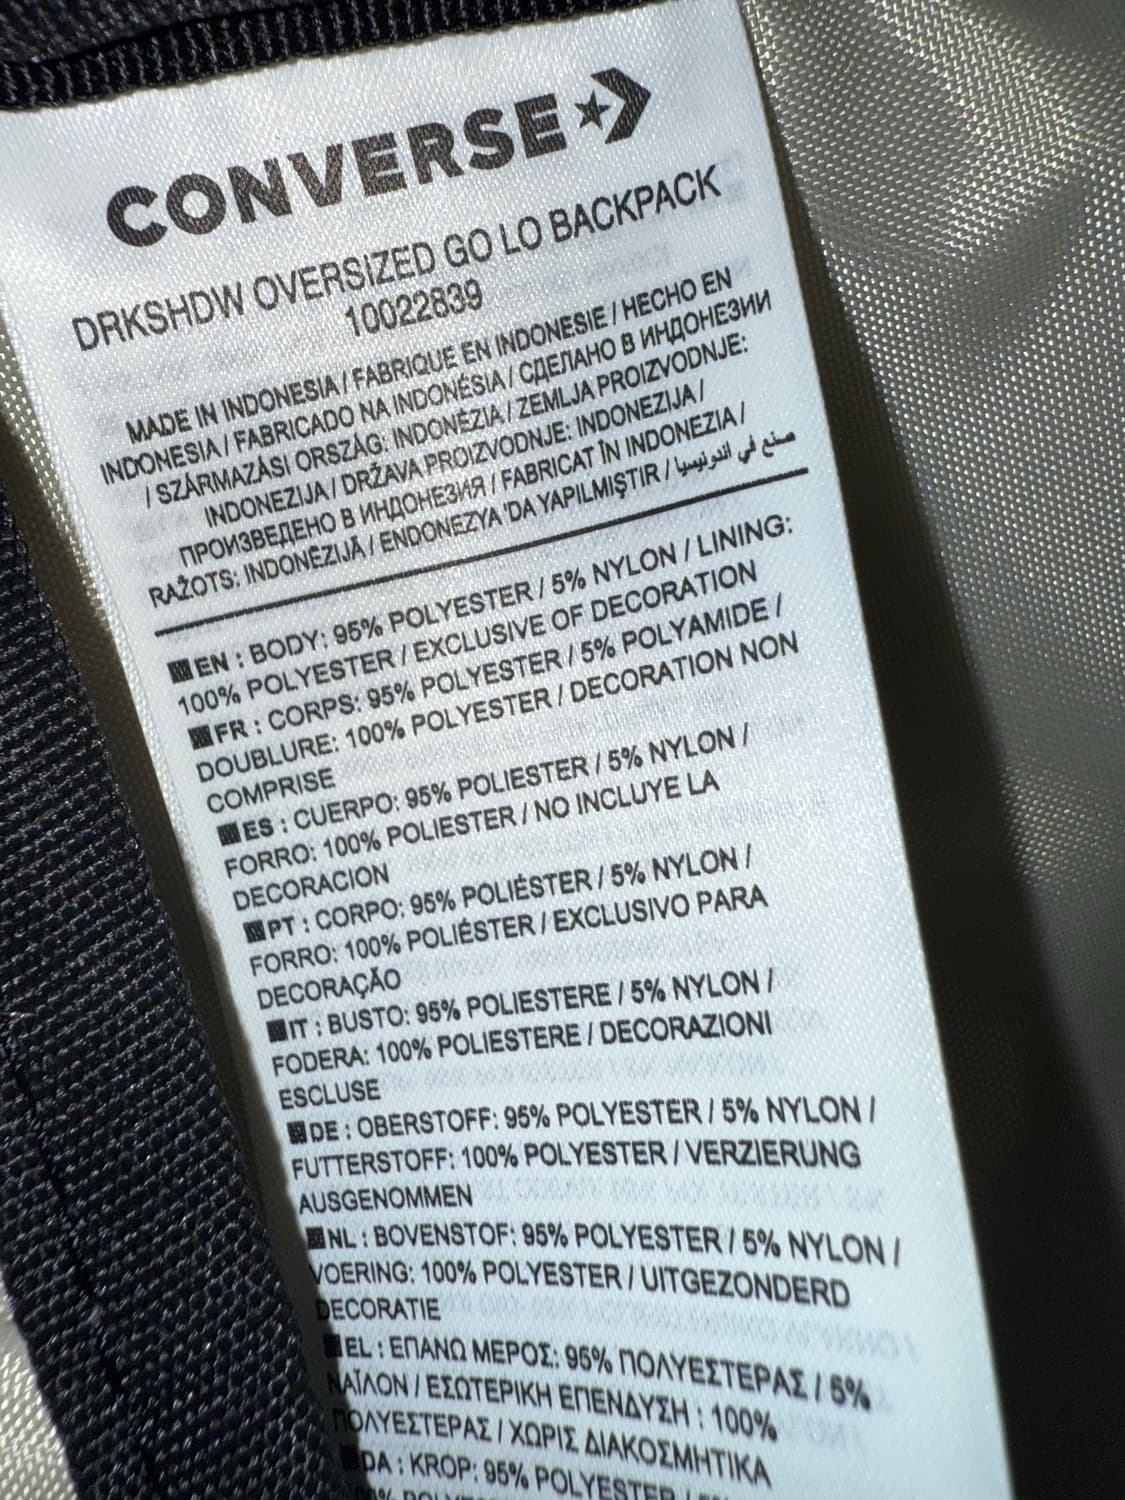 CONVERSE
DRKSHDW OVERSIZED GO LO BACKPACK
10022839
MADE IN INDONESIA / FABRIQUE EN INDONESIE / HECHO EN
INDONESIA / FABRICADO NA INDONÉSIA / СДЕЛАНО В ИНДОНЕЗИИ
/ SZÁRMAZÁSI ORSZÁG: INDONÉZIA / ZEMLJA PROIZVODNJE:
INDONEZIJA / DRŽAVA PROIZVODNJE: INDONEZIJA /
ПРОИЗВЕДЕНО В ИНДОНЕЗИЯ / FABRICAT ÎN INDONEZIA /
RAŽOTS: INDONĒZIJĀ / ENDONEZYA 'DA YAPILMIŞTIR / صنع في اندرنيسيا
EN : BODY: 95% POLYESTER / 5% NYLON / LINING:
100% POLYESTER / EXCLUSIVE OF DECORATION
FR : CORPS: 95% POLYESTER / 5% POLYAMIDE /
DOUBLURE: 100% POLYESTER / DECORATION NON
COMPRISE
ES : CUERPO: 95% POLIESTER / 5% NYLON /
FORRO: 100% POLIESTER / NO INCLUYE LA
DECORACION
PT : CORPO: 95% POLIÉSTER / 5% NYLON /
FORRO: 100% POLIÉSTER / EXCLUSIVO PARA
DECORAÇÃO
IT : BUSTO: 95% POLIESTERE / 5% NYLON /
FODERA: 100% POLIESTERE / DECORAZIONI
ESCLUSE
DE : OBERSTOFF: 95% POLYESTER / 5% NYLON /
FUTTERSTOFF: 100% POLYESTER / VERZIERUNG
AUSGENOMMEN
NL : BOVENSTOF: 95% POLYESTER / 5% NYLON /
VOERING: 100% POLYESTER / UITGEZONDERD
DECORATIE
EL : ΕΠΑΝΩ ΜΕΡΟΣ: 95% ΠΟΛΥΕΣΤΕΡΑΣ / 5%
ΝΑΪΛΟΝ / ΕΣΩΤΕΡΙΚΗ ΕΠΕΝΔΥΣΗ : 100%
ΠΟΛΥΕΣΤΕΡΑΣ / ΧΩΡΙΣ ΔΙΑΚΟΣΜΗΤΙΚΑ
DA : KROP: 95% POLYESTER / 5%